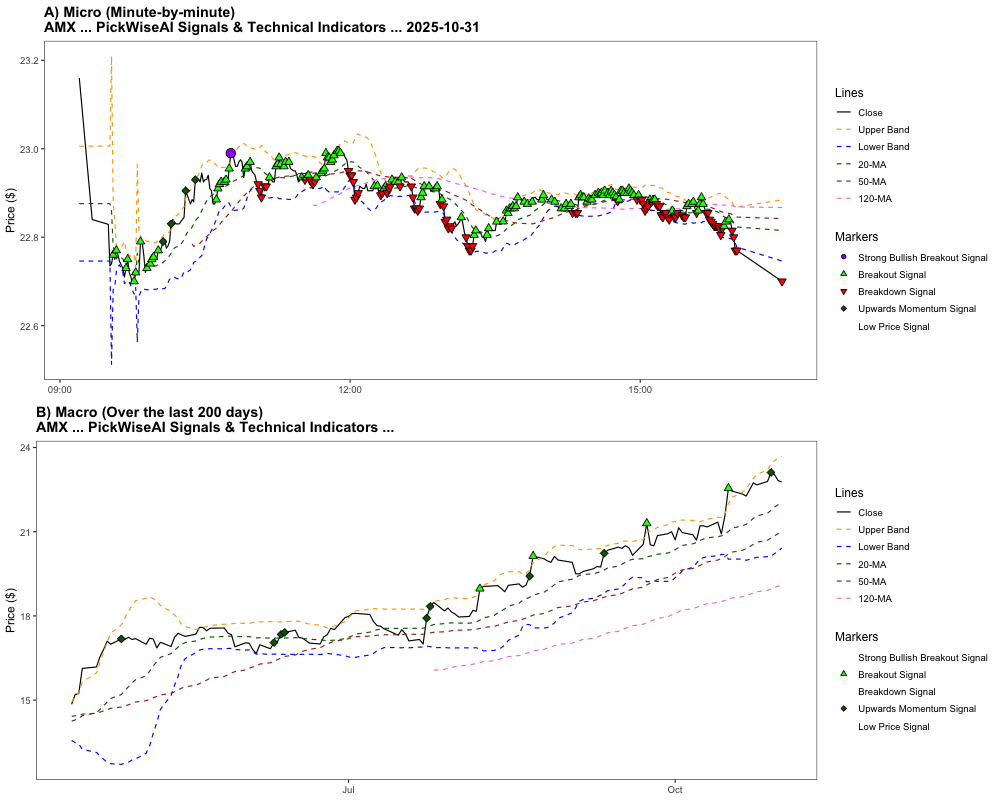 A) Micro (Minute-by-minute)
AMX ... PickWiseAI Signals & Technical Indicators ... 2025-10-31
Price ($)
23.2
23.0
22.8
22.6
09:00
12:00
15:00
Lines
Close
Upper Band
Lower Band
20-MA
50-MA
120-MA
Markers
Strong Bullish Breakout Signal
Breakout Signal
Breakdown Signal
Upwards Momentum Signal
Low Price Signal
B) Macro (Over the last 200 days)
AMX ... PickWiseAI Signals & Technical Indicators ...
Price ($)
24
21
18
15
Jul
Oct
Lines
Close
Upper Band
Lower Band
20-MA
50-MA
120-MA
Markers
Strong Bullish Breakout Signal
Breakout Signal
Breakdown Signal
Upwards Momentum Signal
Low Price Signal